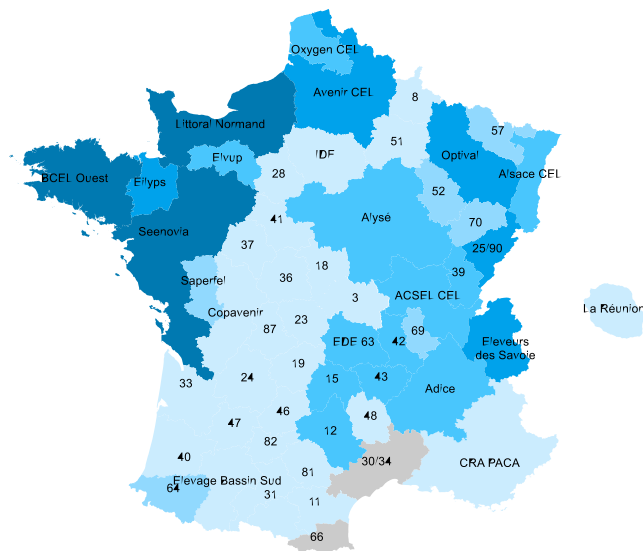 Oxygen CEL
Avenir CEL
8
Littoral Normand
57
51
Optival
Elvup
IDF
BCEL Ouest
Ellyps
28
Alsace CEL
52
41
Alysé
70
Seenovia
37
25/90
18
39
Saperfel
36
3
ACSEL CEL
La Réunion
Copavenir
23
87
69
EDE 63
42
Eleveurs
des Savoie
19
33
24
15
43
Adice
46
48
47
12
82
40
30/34
CRA PACA
81
Elevage Bassin Sud
64
31
11
66